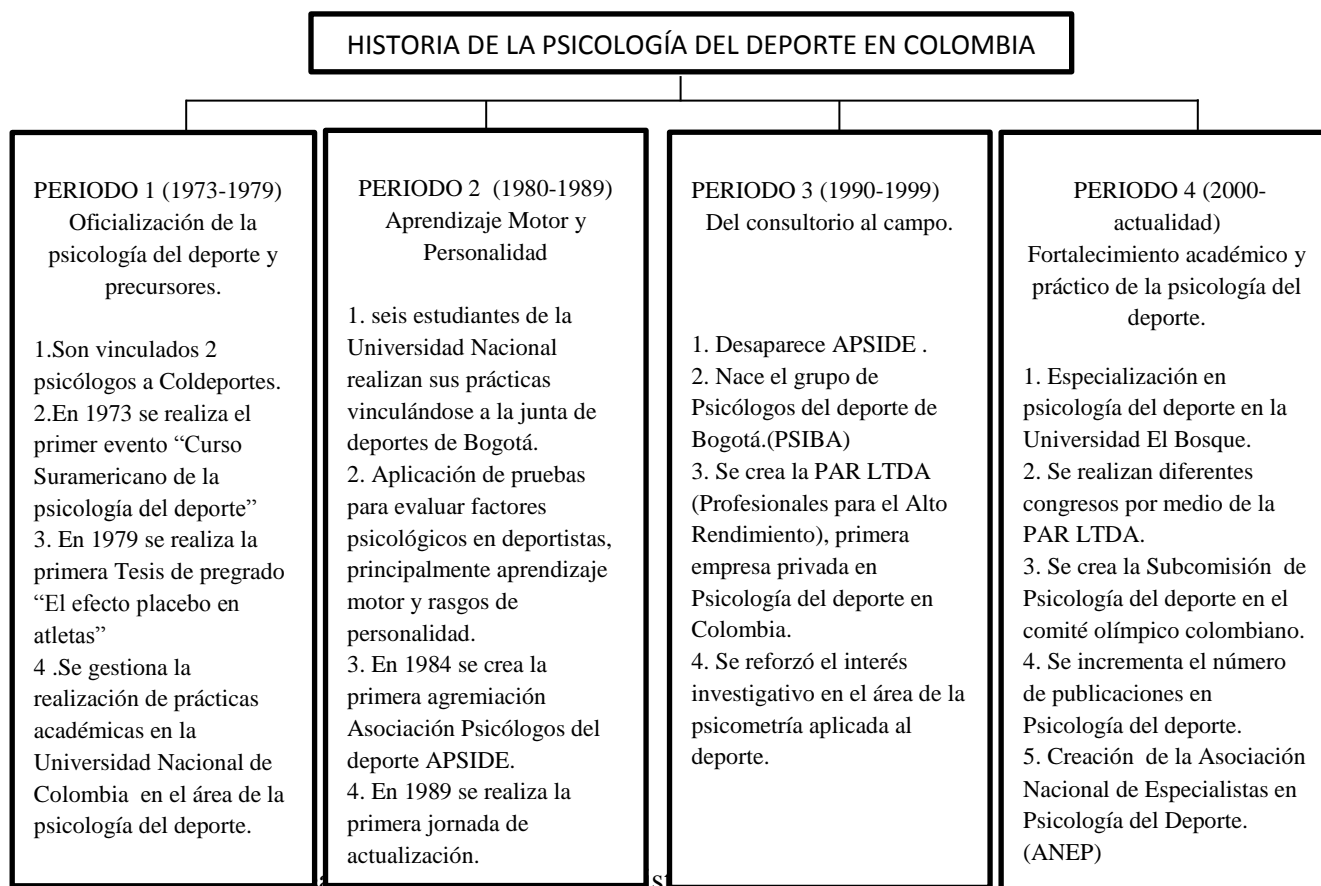 HISTORIA DE LA PSICOLOGÍA DEL DEPORTE EN COLOMBIA
PERIODO 1 (1973-1979)
Oficialización de la
psicología del deporte y
precursores.
1.Son vinculados 2
psicólogos a Coldeportes.
2.En 1973 se realiza el
primer evento “Curso
Suramericano de la
psicología del deporte”
3. En 1979 se realiza la
primera Tesis de pregrado
“El efecto placebo en
atletas”
4 .Se gestiona la
realización de prácticas
académicas en la
Universidad Nacional de
Colombia en el área de la
psicología del deporte.
PERIODO 2 (1980-1989)
Aprendizaje Motor y
Personalidad
1. seis estudiantes de la
Universidad Nacional
realizan sus prácticas
vinculándose a la junta de
deportes de Bogotá.
2. Aplicación de pruebas
para evaluar factores
psicológicos en deportistas,
principalmente aprendizaje
motor y rasgos de
personalidad.
3. En 1984 se crea la
primera agremiación
Asociación Psicólogos del
deporte APSIDE.
4. En 1989 se realiza la
primera jornada de
actualización.
PERIODO 3 (1990-1999)
Del consultorio al campo.
1. Desaparece APSIDE .
2. Nace el grupo de
Psicólogos del deporte de
Bogotá.(PSIBA)
3. Se crea la PAR LTDA
(Profesionales para el Alto
Rendimiento), primera
empresa privada en
Psicología del deporte en
Colombia.
4. Se reforzó el interés
investigativo en el área de la
psicometría aplicada al
deporte.
PERIODO 4 (2000-
actualidad)
Fortalecimiento académico y
práctico de la psicología del
deporte.
1. Especialización en
psicología del deporte en la
Universidad El Bosque.
2. Se realizan diferentes
congresos por medio de la
PAR LTDA.
3. Se crea la Subcomisión de
Psicología del deporte en el
comité olímpico colombiano.
4. Se incrementa el número
de publicaciones en
Psicología del deporte.
5. Creación de la Asociación
Nacional de Especialistas en
Psicología del Deporte.
(ANEP)